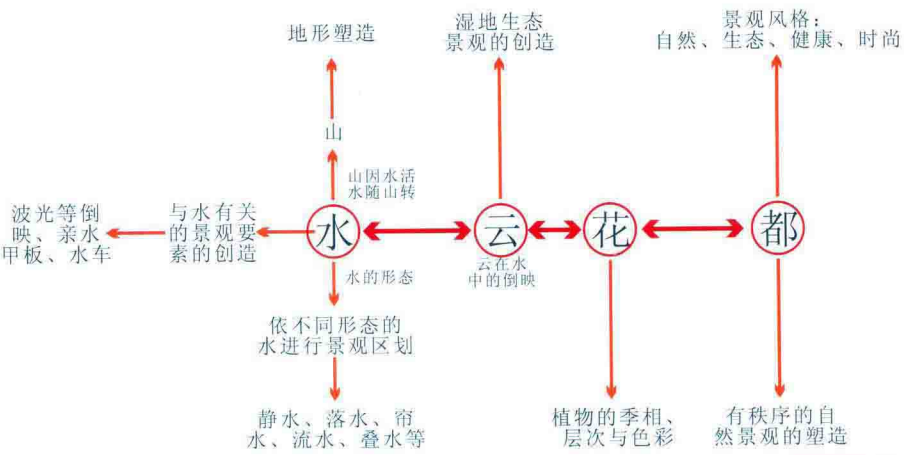 地形塑造
湿地生态
景观的创造
景观风格：
自然、生态、健康、时尚
山
山因水活
水随山转
波光等倒
映、亲水
甲板、水车
与水有关
的景观要
素的创造
水
云
花
都
云在水
中的倒映
水的形态
依不同形态的
水进行景观区划
静水、落水、帘
水、流水、叠水等
植物的季相、
层次与色彩
有秩序的自
然景观的塑造